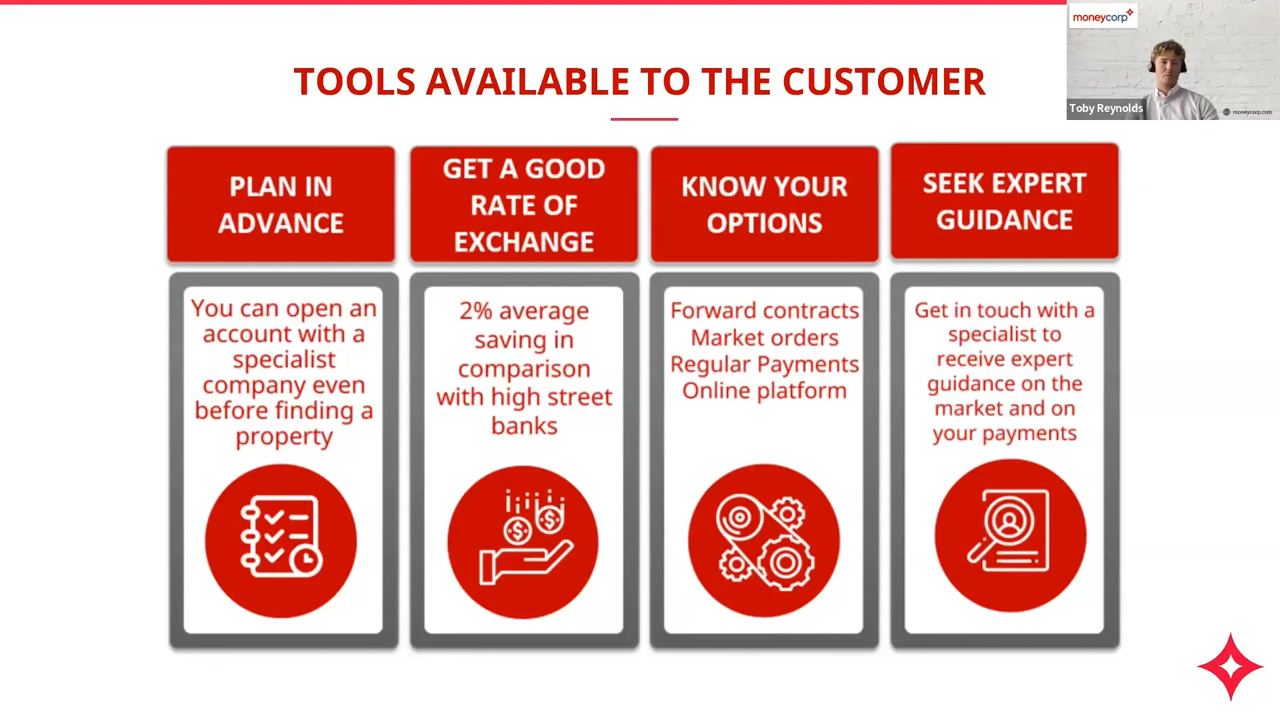 TOOLS AVAILABLE TO THE CUSTOMER
moneycorp
Toby Reynolds
moneycorp.com
PLAN IN
ADVANCE
You can open an
account with a
specialist
company even
before finding a
property
GET A GOOD
RATE OF
EXCHANGE
2% average
saving in
comparison
with high street
banks
KNOW YOUR
OPTIONS
Forward contracts
Market orders
Regular Payments
Online platform
SEEK EXPERT
GUIDANCE
Get in touch with a
specialist to
receive expert
guidance on the
market and on
your payments